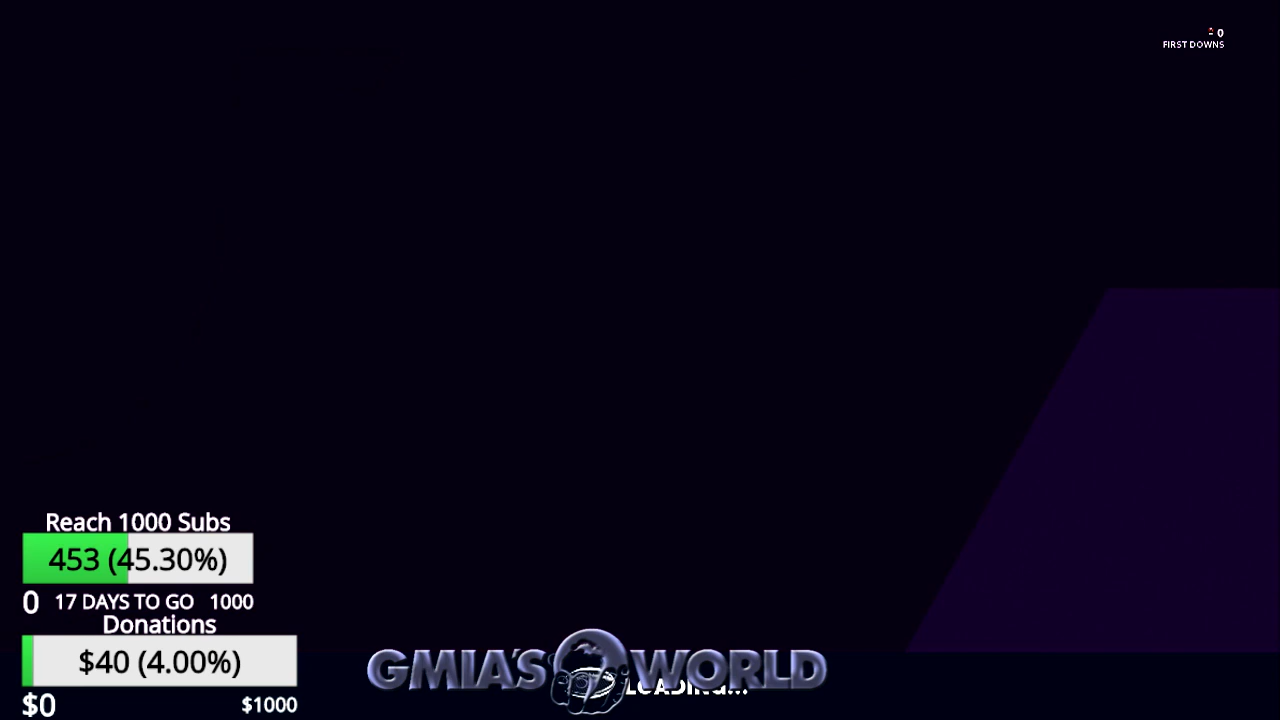 0
FIRST DOWNS
Reach 1000 Subs
453 (45.30%)
0 17 DAYS TO GO 1000
Donations
$40 (4.00%)
$0 $1000
GMIA'S WORLD
LOADING...